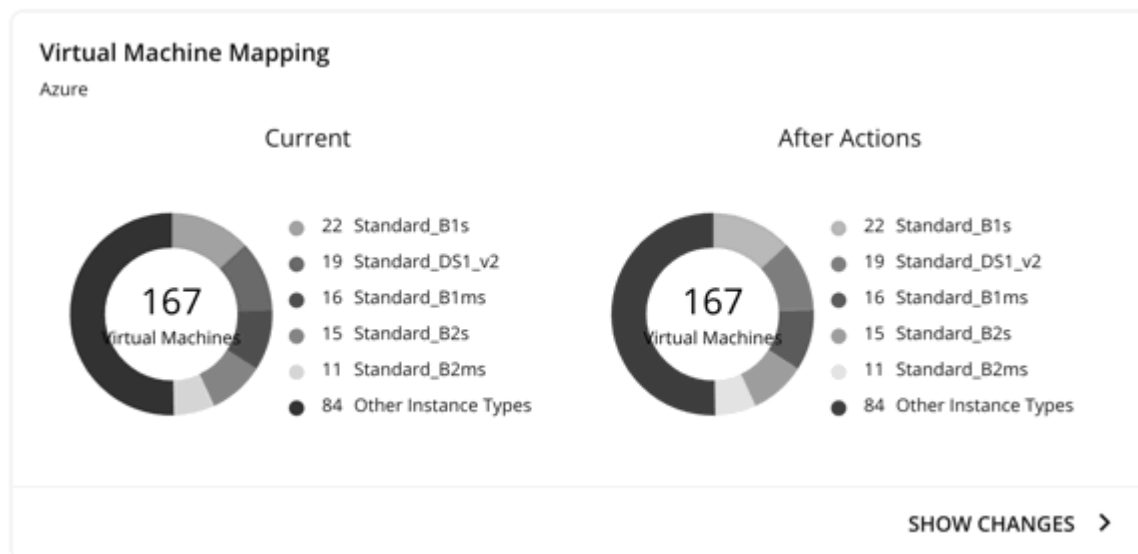 Virtual Machine Mapping
Azure
Current
167
Virtual Machines
22 Standard_B1s
19 Standard_DS1_v2
16 Standard_B1ms
15 Standard_B2s
11 Standard_B2ms
84 Other Instance Types
After Actions
167
Virtual Machines
22 Standard_B1s
19 Standard_DS1_v2
16 Standard_B1ms
15 Standard_B2s
11 Standard_B2ms
84 Other Instance Types
SHOW CHANGES